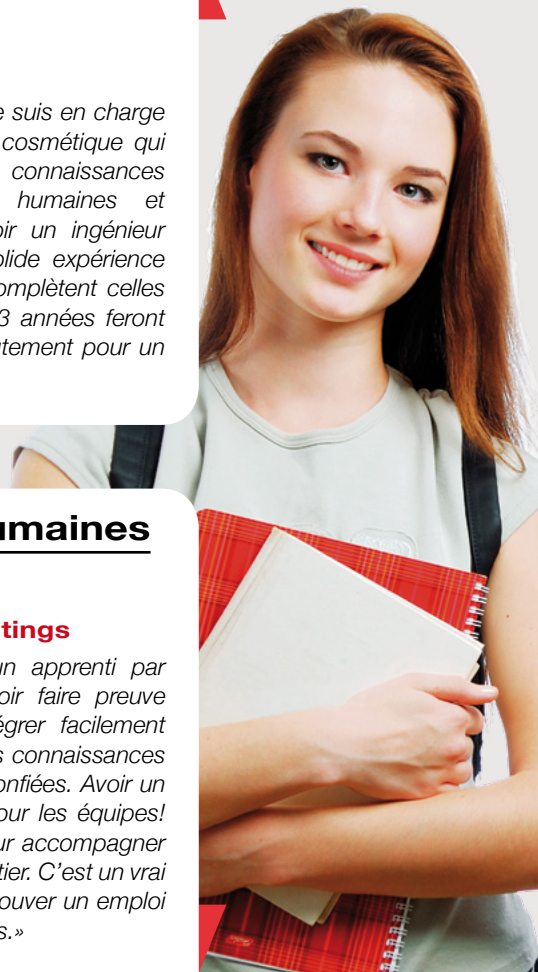 e suis en charge
cosmétique qui
connaissances
humaines et
oir un ingénieur
olide expérience
omplètent celles
3 années feront
utement pour un
umaines
tings
un apprenti par
oir faire preuve
égrer facilement
s connaissances
onfiées. Avoir un
our les équipes!
ur accompagner
tier. C'est un vrai
ouver un emploi
s.»